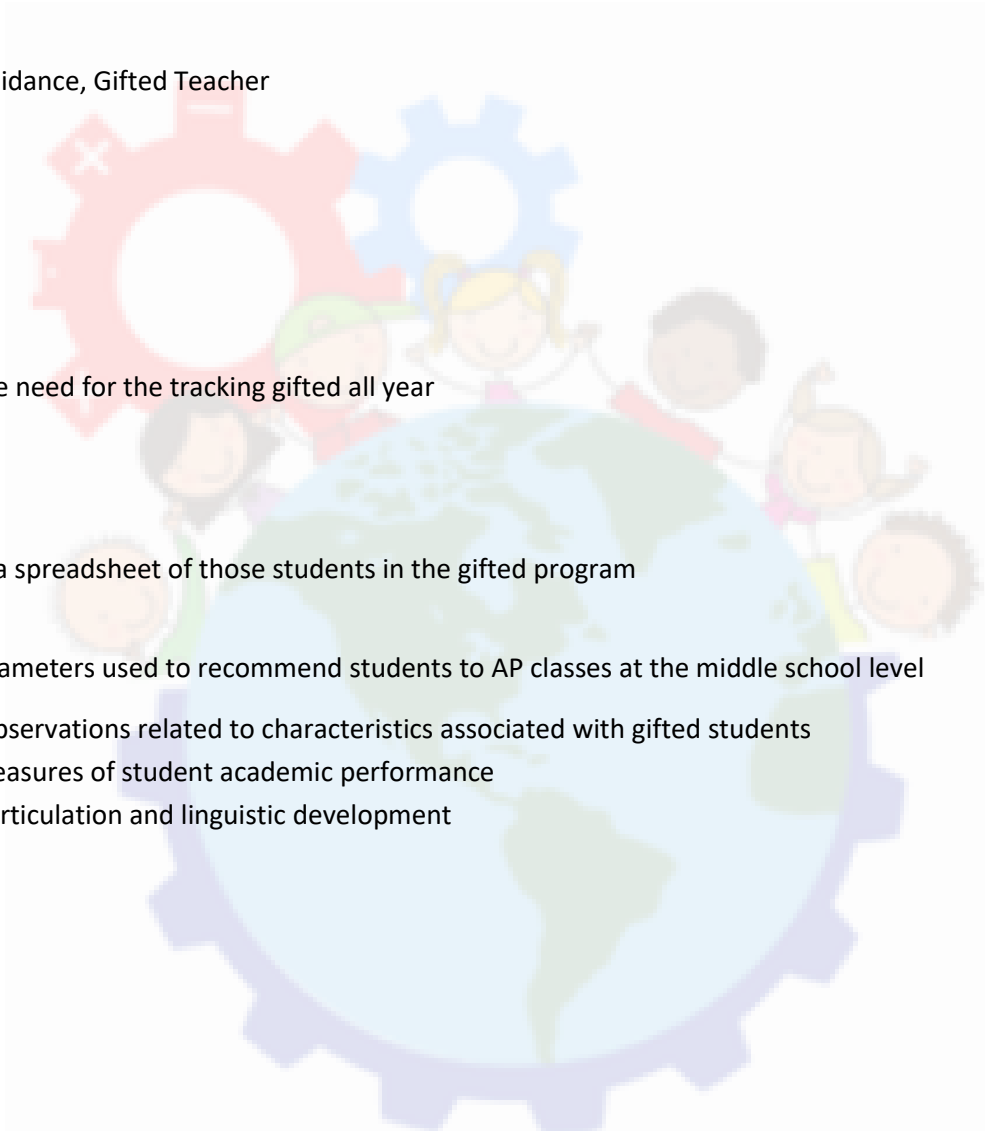 idance, Gifted Teacher
e need for the tracking gifted all year
a spreadsheet of those students in the gifted program
ameters used to recommend students to AP classes at the middle school level
bservations related to characteristics associated with gifted students
easures of student academic performance
rticulation and linguistic development